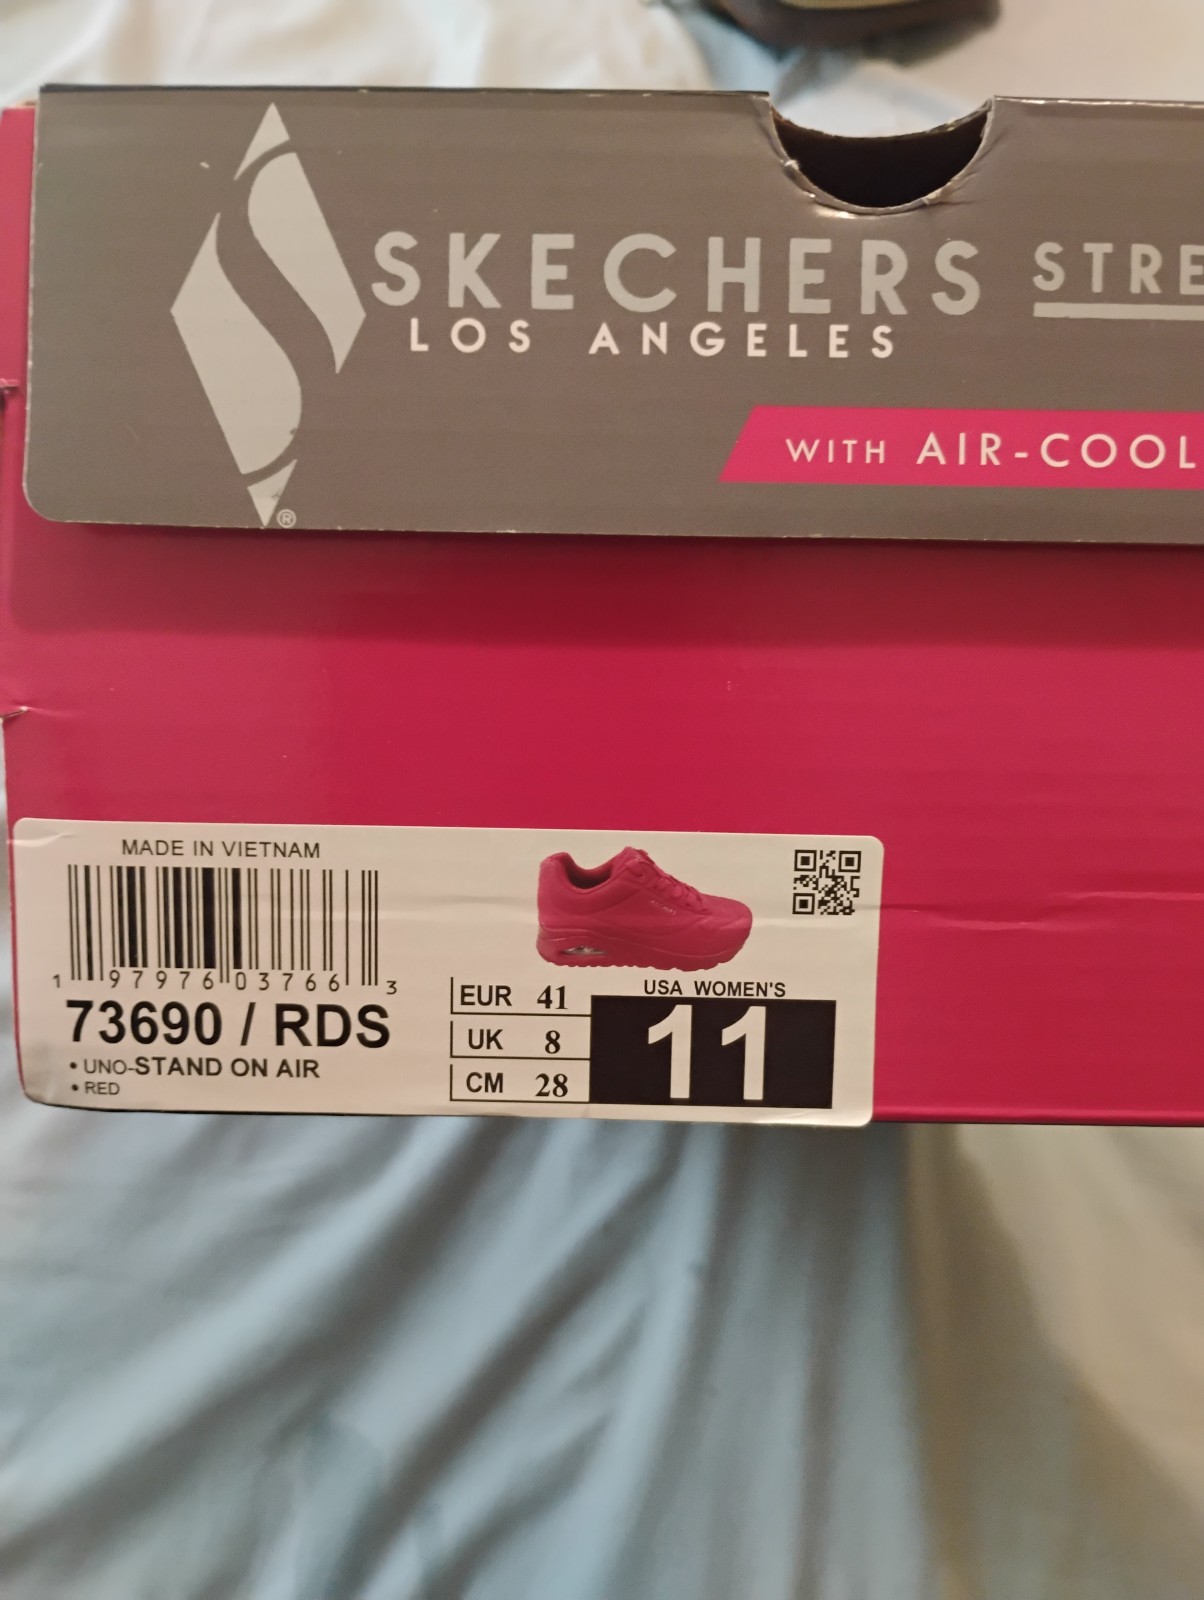 SKECHERS STRE
LOS ANGELES
WITH AIR-COOL
®
MADE IN VIETNAM
1 97976 03766 3
73690 / RDS
• UNO-STAND ON AIR
• RED
EUR 41
UK 8
CM 28
USA WOMEN'S
11